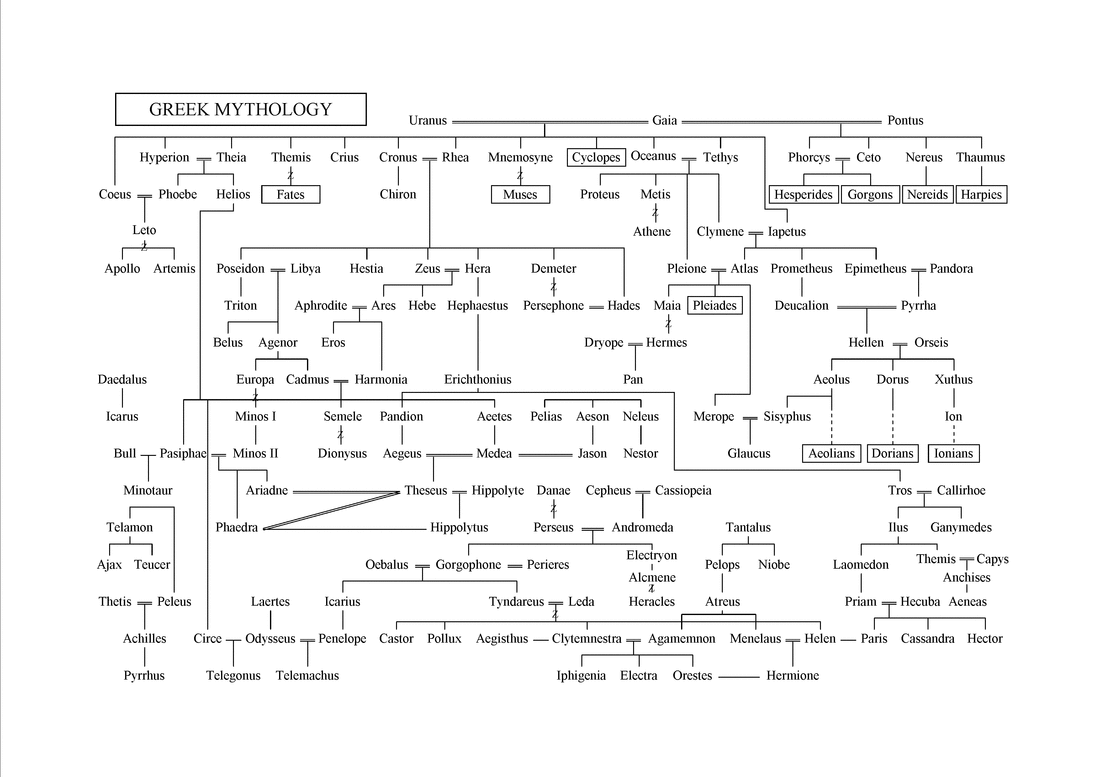 GREEK MYTHOLOGY
Uranus Gaia Pontus
Hyperion Theia Themis Crius Cronus Rhea Mnemosyne Cyclopes Oceanus Tethys Phorcys Ceto Nereus Thaumus
Z Z
Coeus Phoebe Helios Fates Chiron Muses Proteus Metis Hesperides Gorgons Nereids Harpies
Z
Leto Athene Clymene Iapetus
Z
Apollo Artemis Poseidon Libya Hestia Zeus Hera Demeter Pleione Atlas Prometheus Epimetheus Pandora
Z
Triton Aphrodite Ares Hebe Hephaestus Persephone Hades Maia Pleiades Deucalion Pyrrha
Z
Belus Agenor Eros Dryope Hermes Hellen Orseis
Daedalus Europa Cadmus Harmonia Erichthonius Pan Aeolus Dorus Xuthus
Z
Icarus Minos I Semele Pandion Aeetes Pelias Aeson Neleus Merope Sisyphus Ion
Z
Bull Pasiphae Minos II Dionysus Aegeus Medea Jason Nestor Glaucus Aeolians Dorians Ionians
Minotaur Ariadne Theseus Hippolyte Danae Cepheus Cassiopeia Tros Callirhoe
Z
Telamon Phaedra Hippolytus Perseus Andromeda Tantalus Ilus Ganymedes
Electryon
Ajax Teucer Oebalus Gorgophone Perieres Pelops Niobe Laomedon Themis Capys
Alcmene Anchises
Z
Thetis Peleus Laertes Icarius Tyndareus Leda Heracles Atreus Priam Hecuba Aeneas
Z
Achilles Circe Odysseus Penelope Castor Pollux Aegisthus Clytemnestra Agamemnon Menelaus Helen Paris Cassandra Hector
Pyrrhus Telegonus Telemachus Iphigenia Electra Orestes Hermione